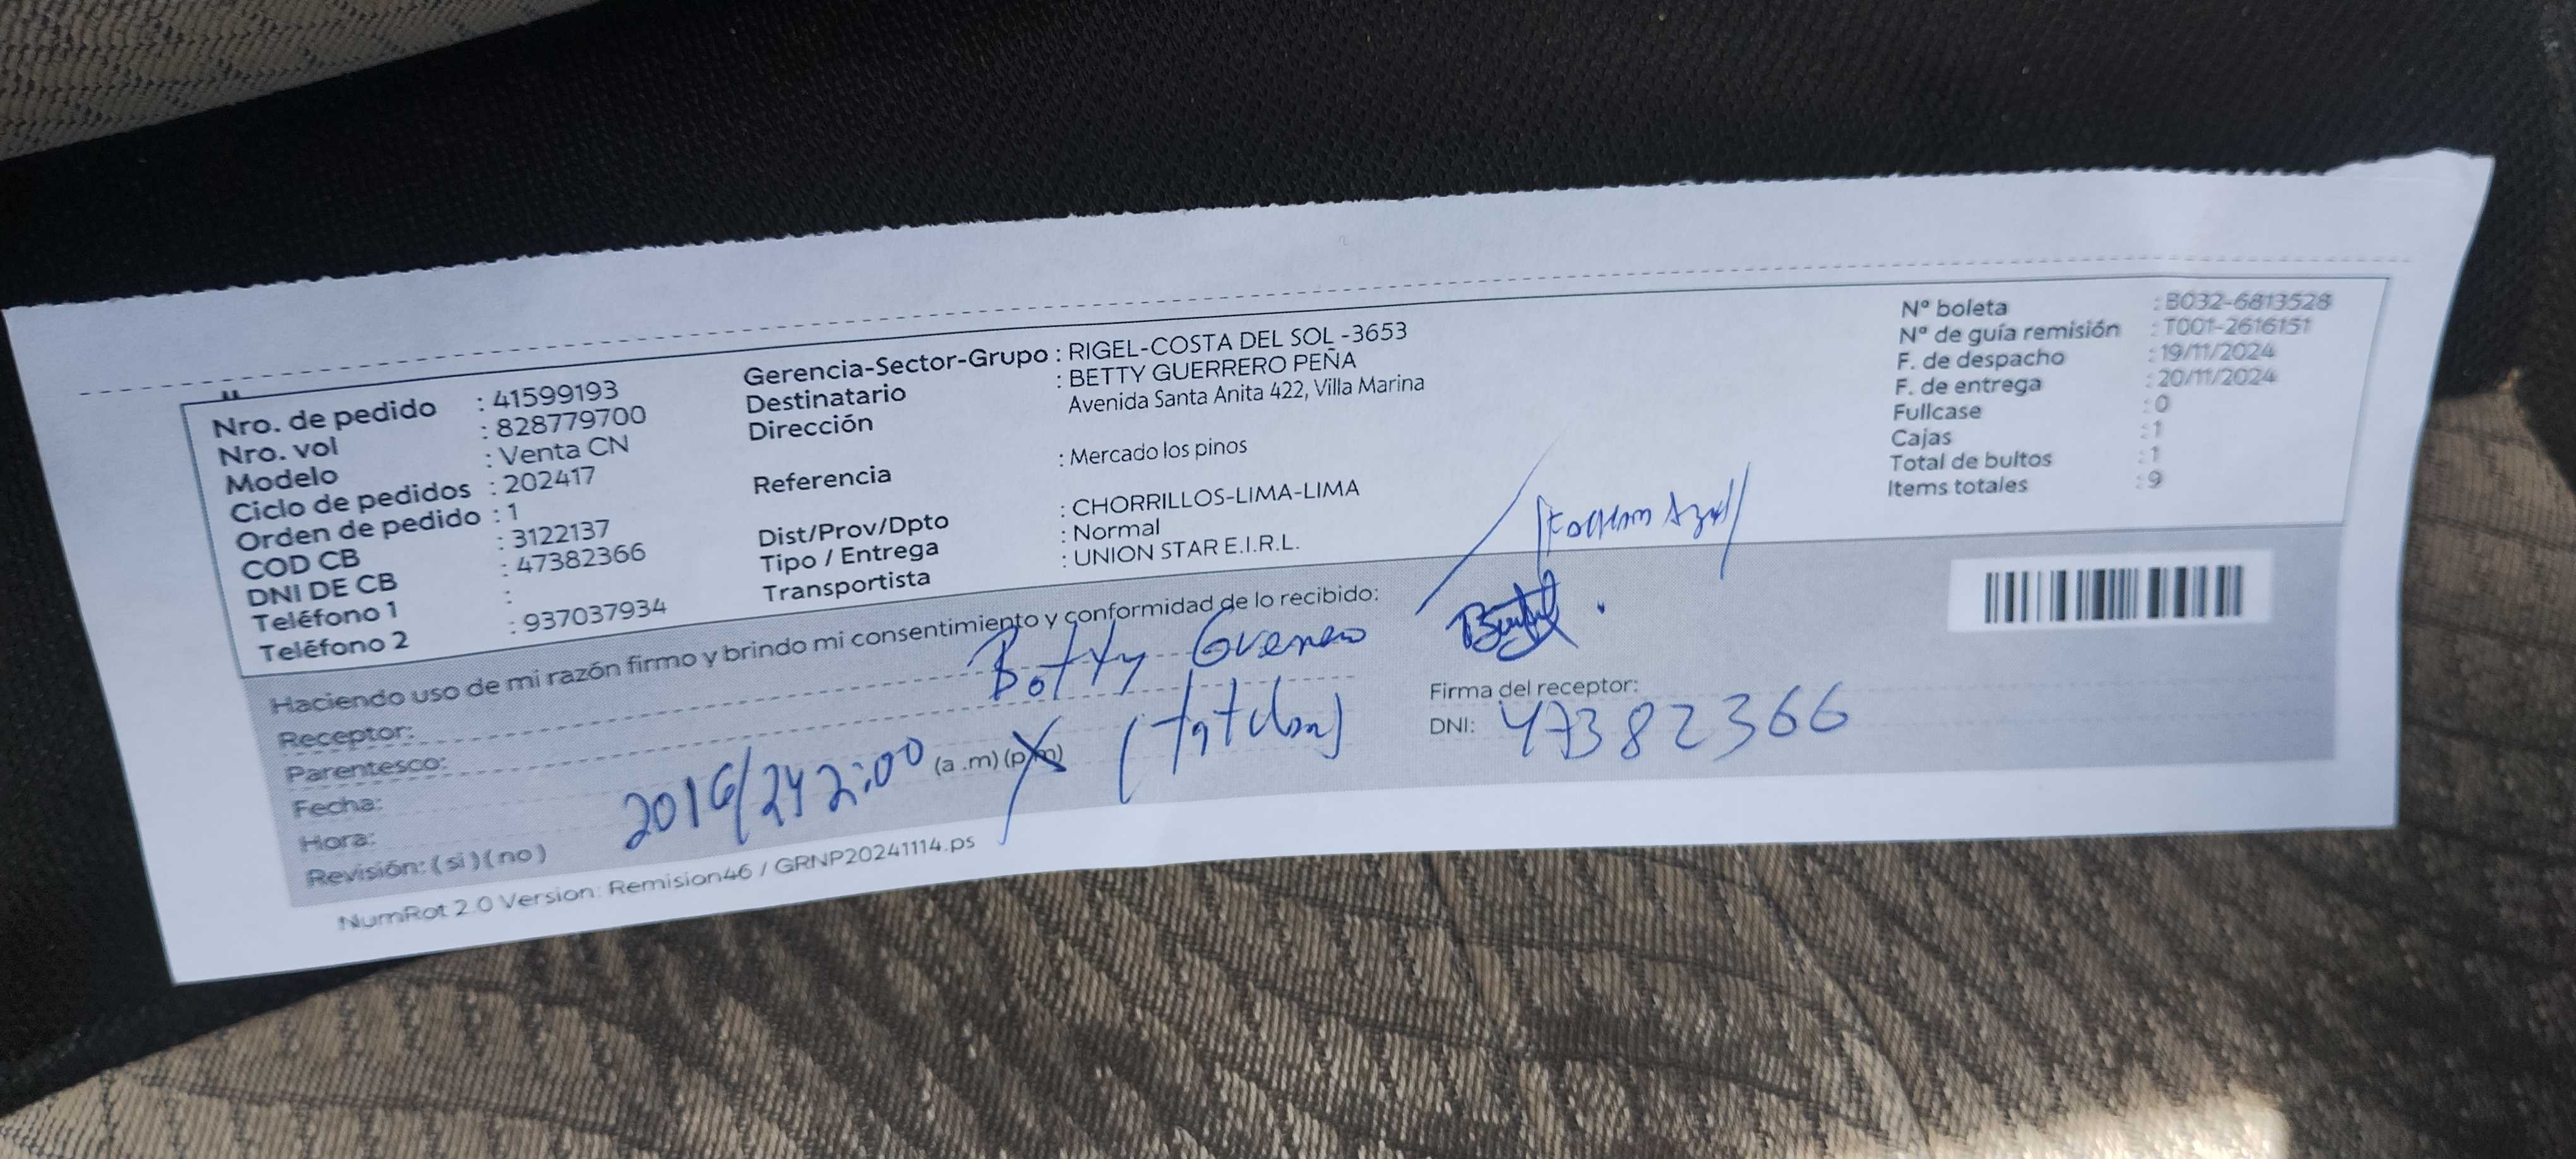 Nro. de pedido : 41599193
Nro. vol : 828779700
Modelo : Venta CN
Ciclo de pedidos : 202417
Orden de pedido : 1
COD CB : 3122137
DNI DE CB : 47382366
Teléfono 1 :
Teléfono 2 : 937037934
Gerencia-Sector-Grupo : RIGEL-COSTA DEL SOL -3653
Destinatario : BETTY GUERRERO PEÑA
Dirección Avenida Santa Anita 422, Villa Marina
Referencia : Mercado los pinos
Dist/Prov/Dpto : CHORRILLOS-LIMA-LIMA
Tipo / Entrega : Normal
Transportista : UNION STAR E.I.R.L.
Nº boleta : B032-6813528
Nª de guía remisión : T001-2616151
F. de despacho : 19/11/2024
F. de entrega : 20/11/2024
Fullcase : 0
Cajas : 1
Total de bultos : 1
Items totales : 9
Haciendo uso de mi razón firmo y brindo mi consentimiento y conformidad de lo recibido:
Receptor: Betty Guerrero
Parentesco:
Fecha:
Hora: 2:00 (a .m) (p.m)
Revisión: ( si ) ( no )
Firma del receptor:
DNI: 47382366
NumRot 2.0 Version: Remision46 / GRNP20241114.ps